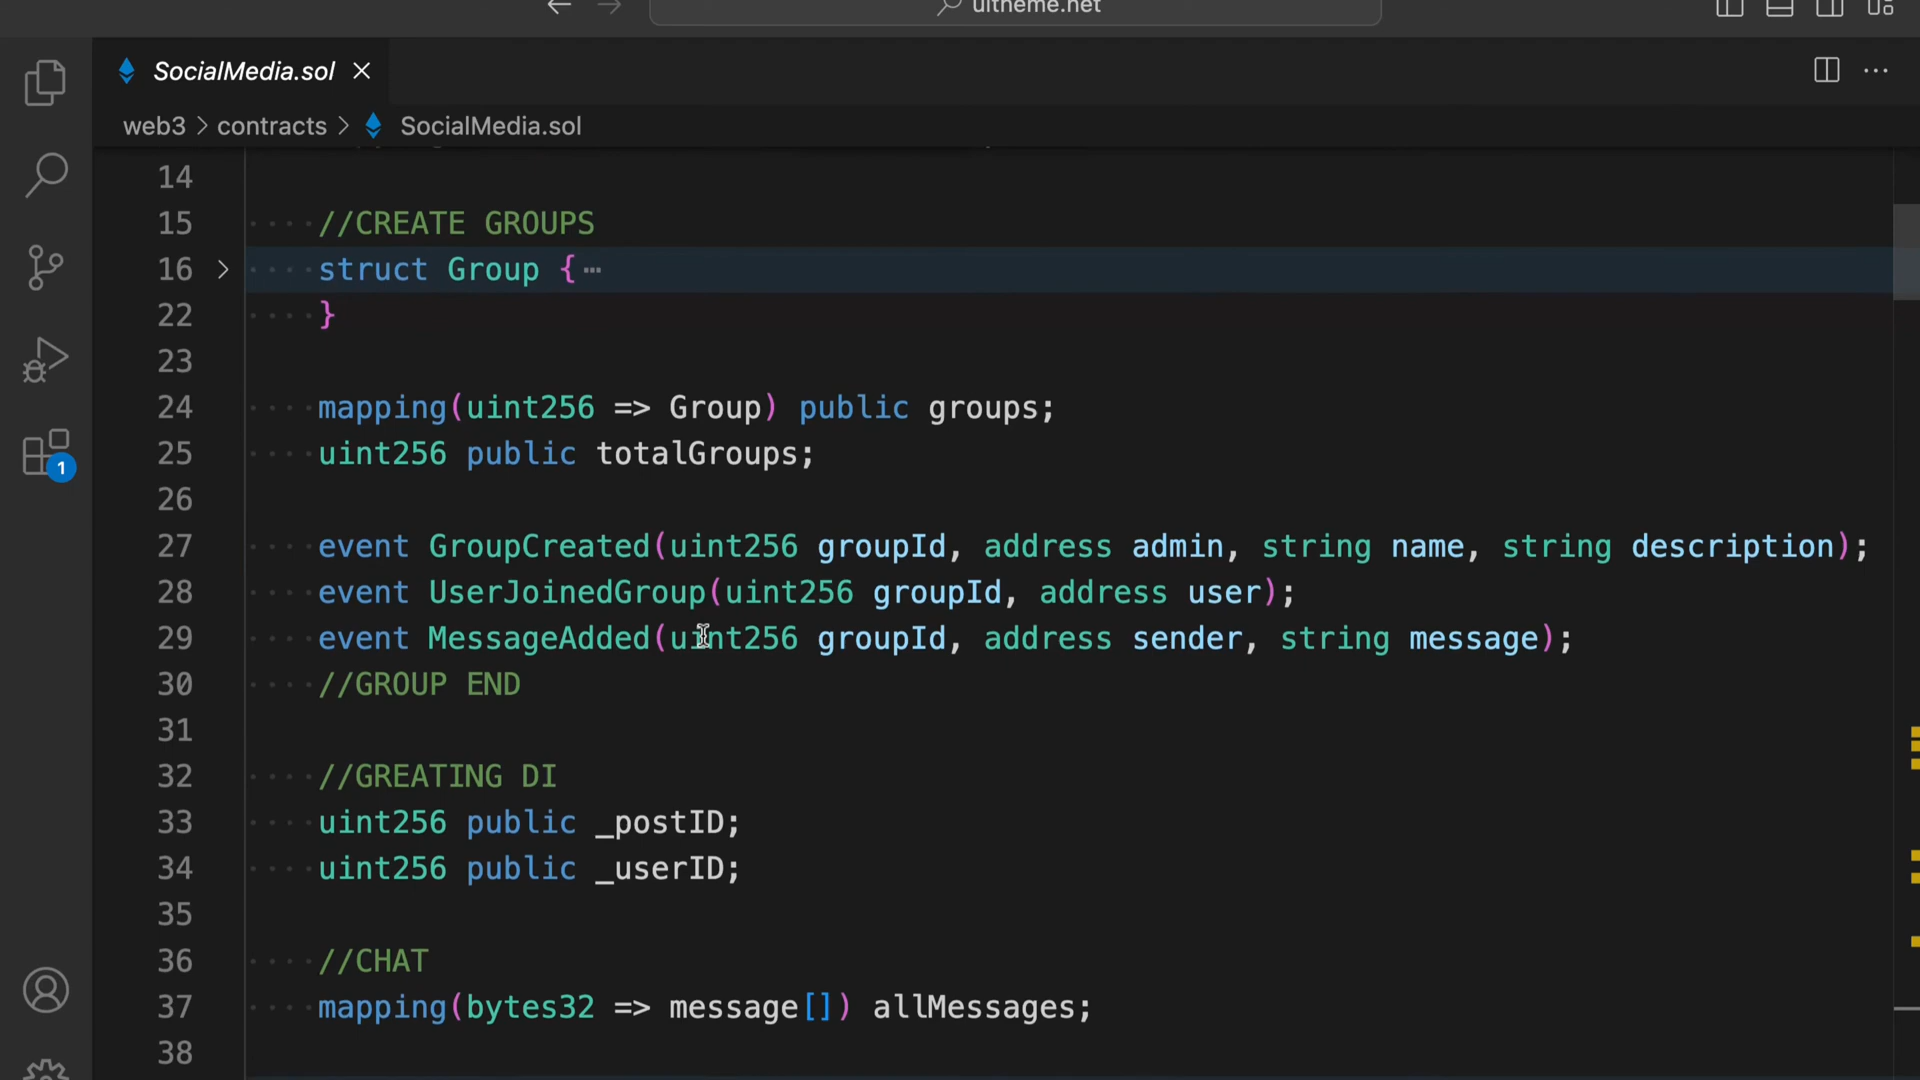 uitheme.net
SocialMedia.sol
web3 > contracts > SocialMedia.sol
14
15 //CREATE GROUPS
16 struct Group {
22 }
23
24 mapping(uint256 => Group) public groups;
25 uint256 public totalGroups;
26
27 event GroupCreated(uint256 groupId, address admin, string name, string description);
28 event UserJoinedGroup(uint256 groupId, address user);
29 event MessageAdded(uint256 groupId, address sender, string message);
30 //GROUP END
31
32 //GREATING DI
33 uint256 public _postID;
34 uint256 public _userID;
35
36 //CHAT
37 mapping(bytes32 => message[]) allMessages;
38
1